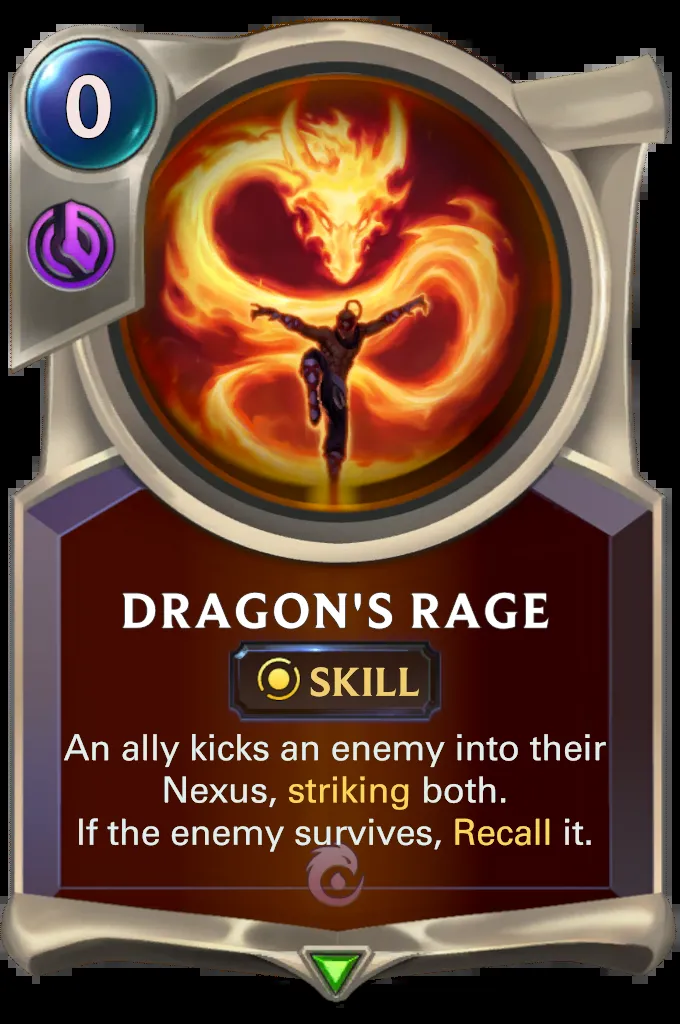 0
DRAGON'S RAGE
SKILL
An ally kicks an enemy into their
Nexus, striking both.
If the enemy survives, Recall it.